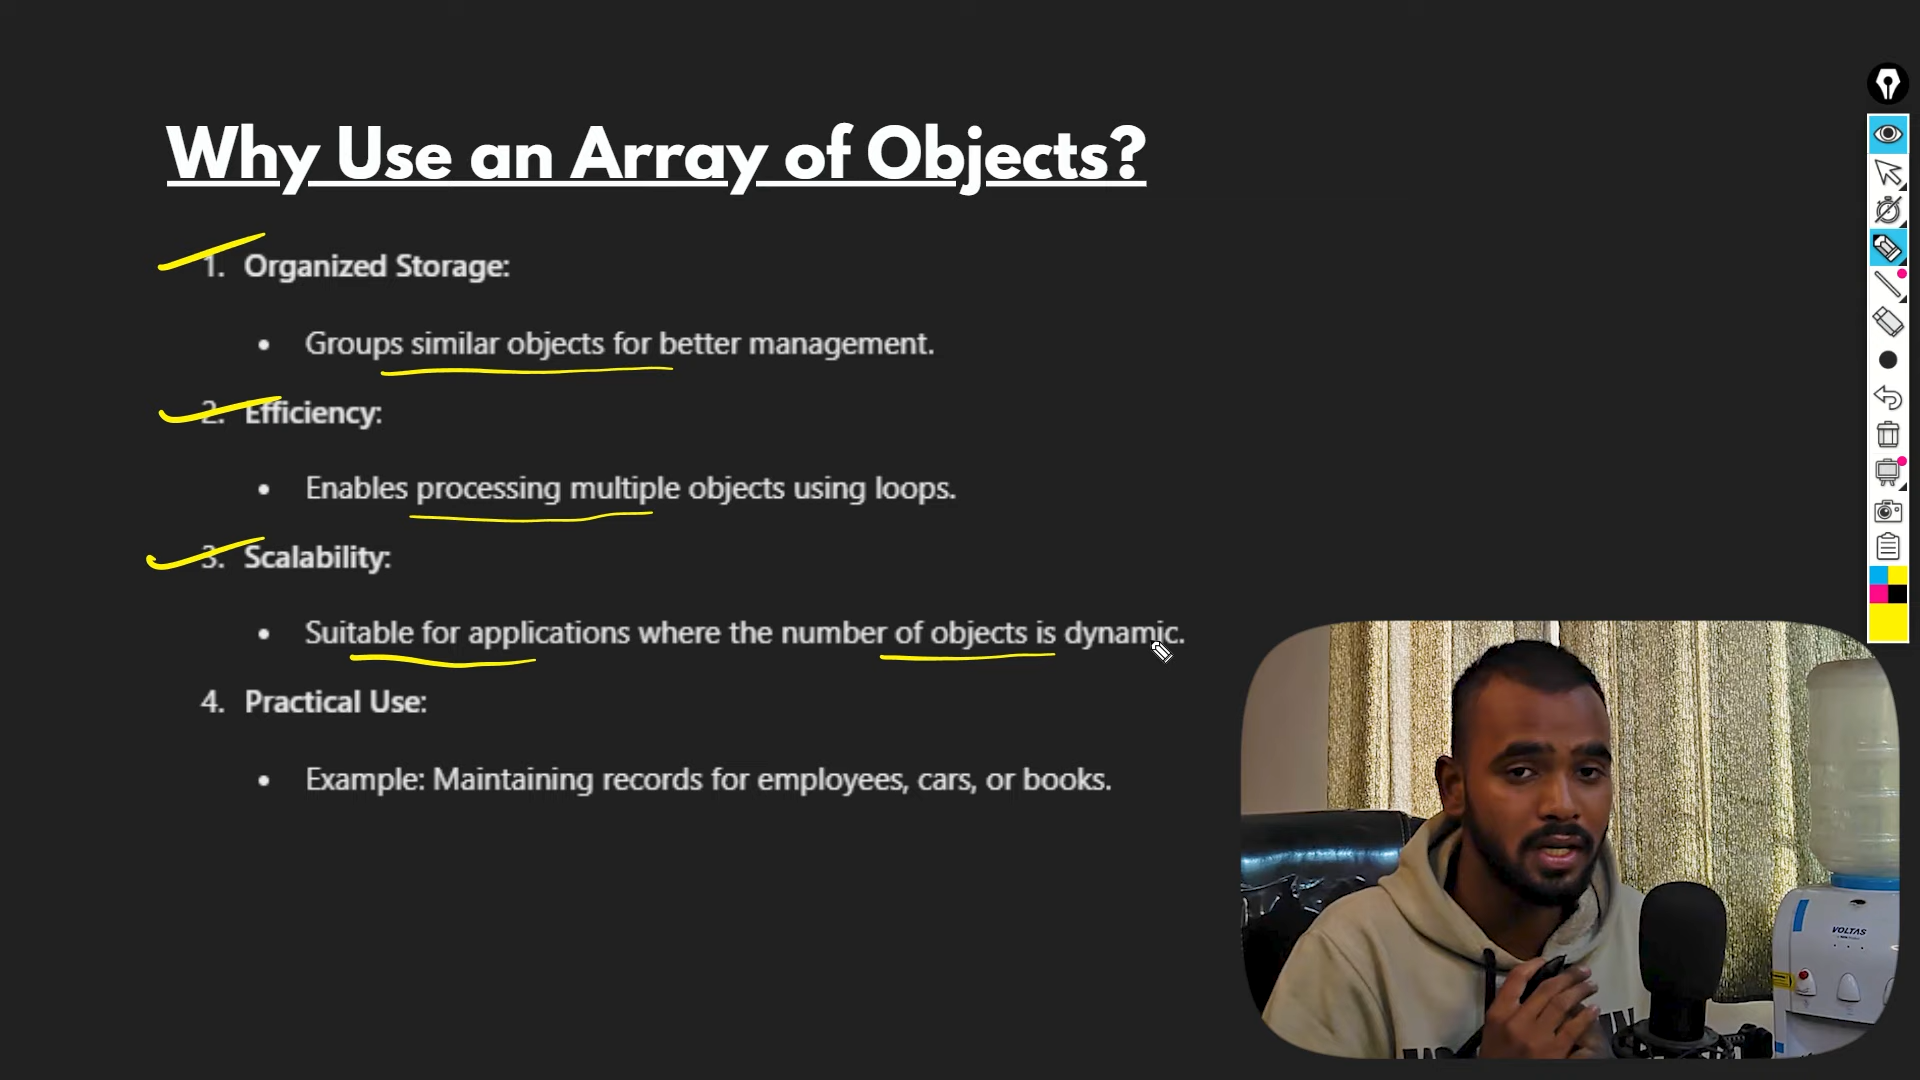 Why Use an Array of Objects?
1. Organized Storage:
• Groups similar objects for better management.
2. Efficiency:
• Enables processing multiple objects using loops.
3. Scalability:
• Suitable for applications where the number of objects is dynamic.
4. Practical Use:
• Example: Maintaining records for employees, cars, or books.
VOLTAS